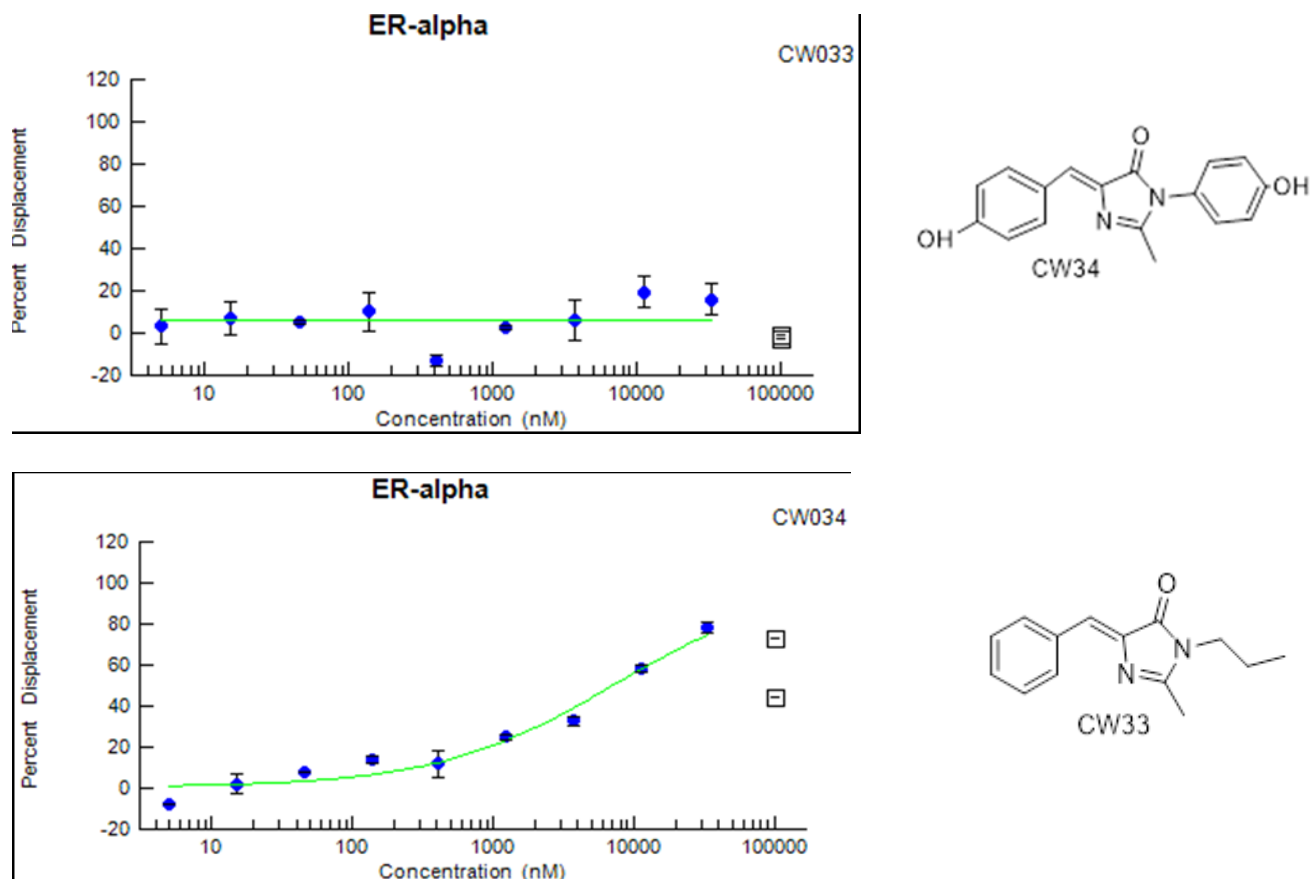 ER-alpha
CW033
120
100
80
60
40
20
0
-20
Percent Displacement
10 100 1000 10000 100000
Concentration (nM)
O
N
OH
N
OH
CW34
ER-alpha
CW034
120
100
80
60
40
20
0
-20
Percent Displacement
10 100 1000 10000 100000
Concentration (nM)
O
N
N
CW33